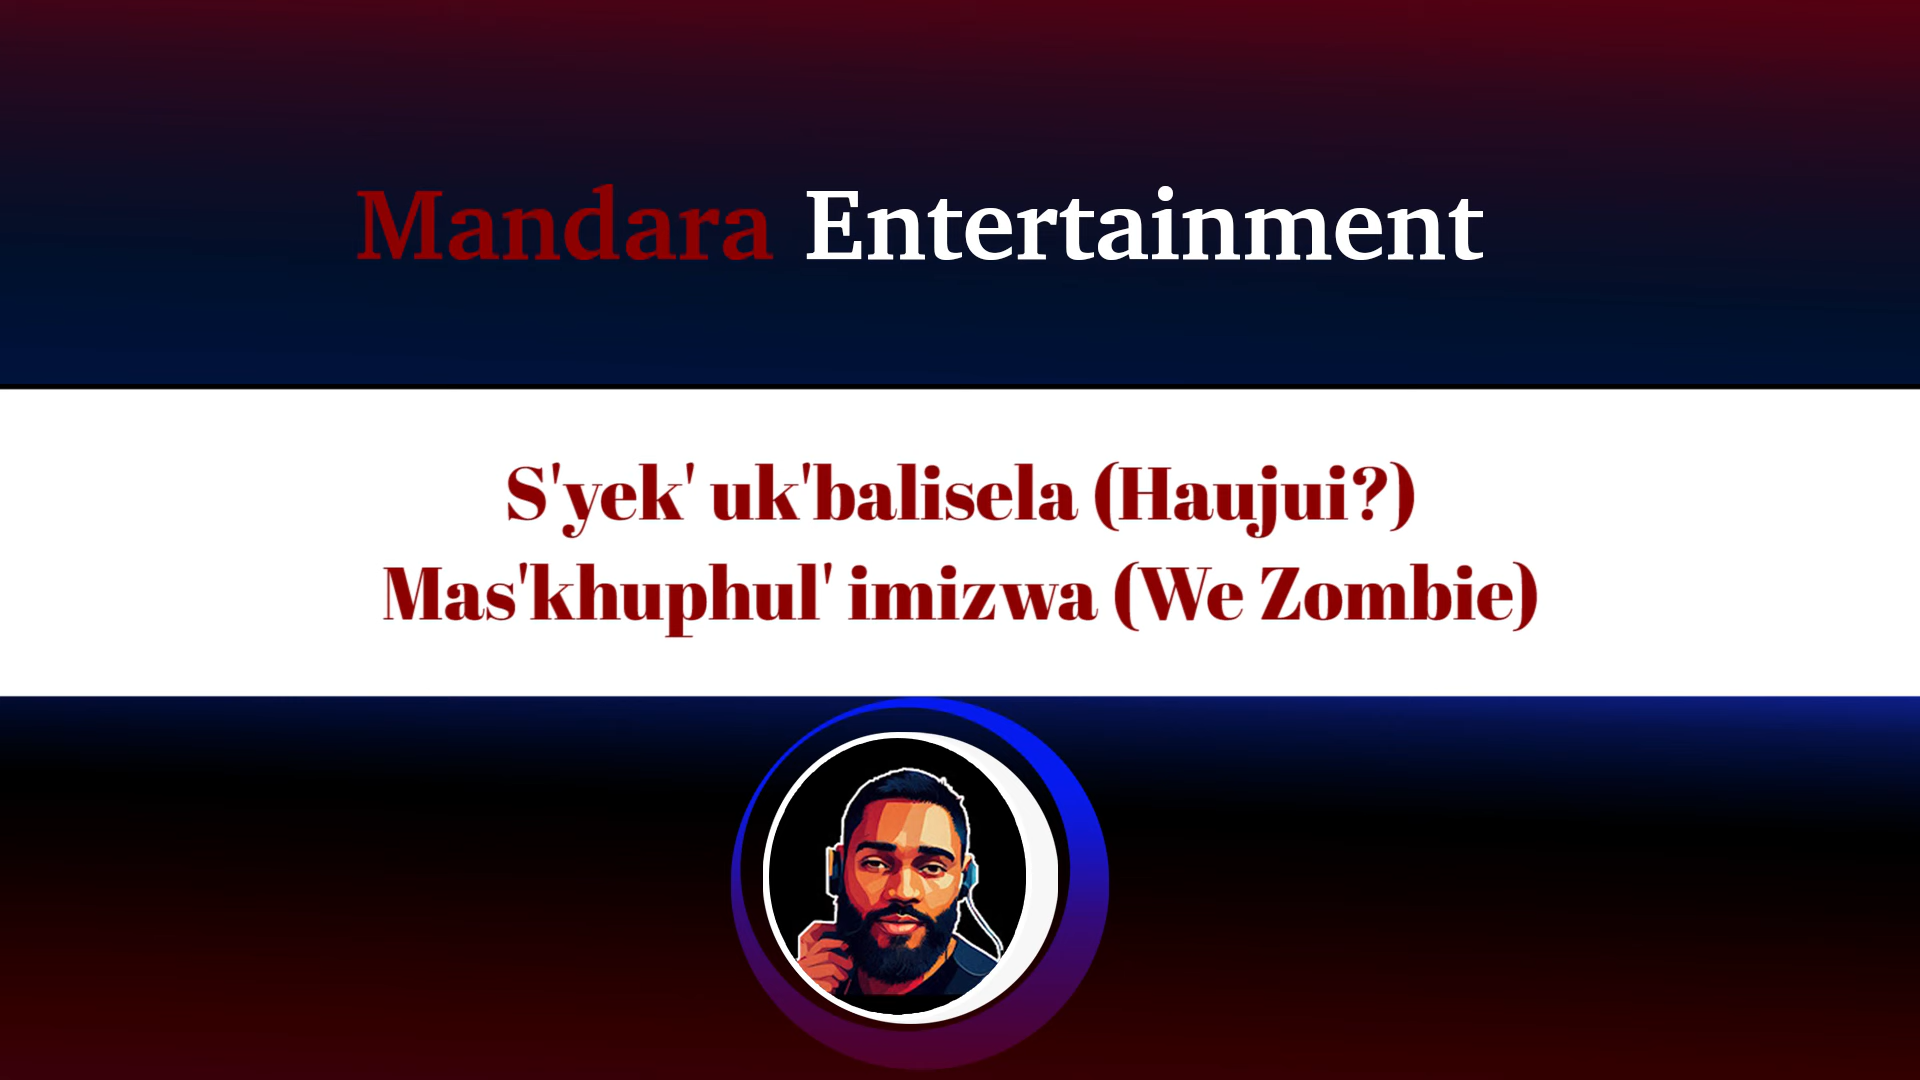 Mandara Entertainment
S'yek' uk'balisela (Haujui?)
Mas'khuphul' imizwa (We Zombie)